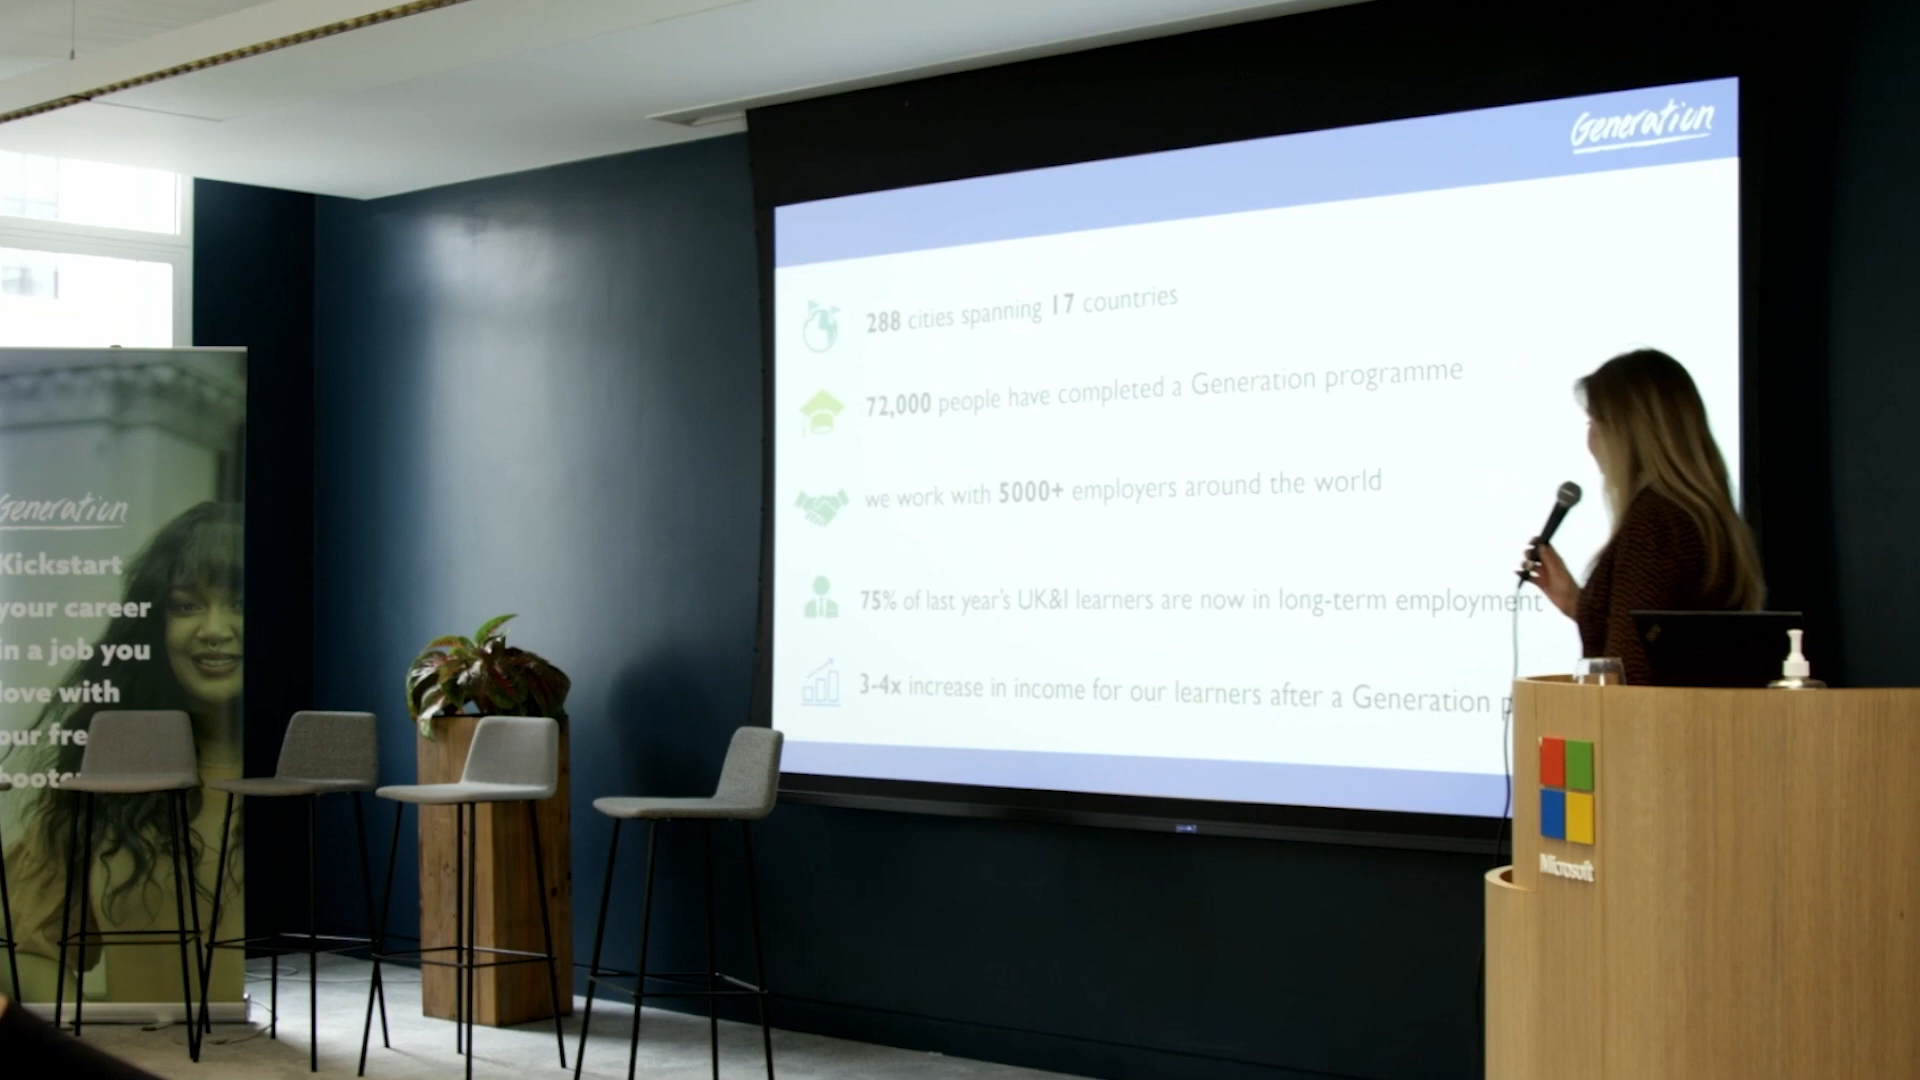 Generation
288 cities spanning 17 countries
72,000 people have completed a Generation programme
we work with 5000+ employers around the world
75% of last year's UK&I learners are now in long-term employment
3-4x increase in income for our learners after a Generation
Generation
Kickstart
your career
in a job you
love with
our
Microsoft